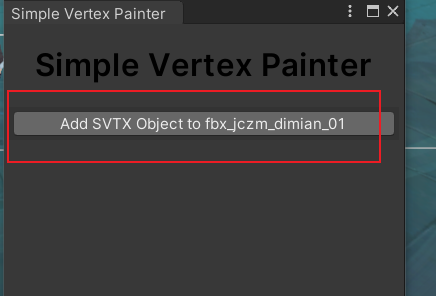 Simple Vertex Painter
Simple Vertex Painter
Add SVTX Object to fbx_jczm_dimian_01